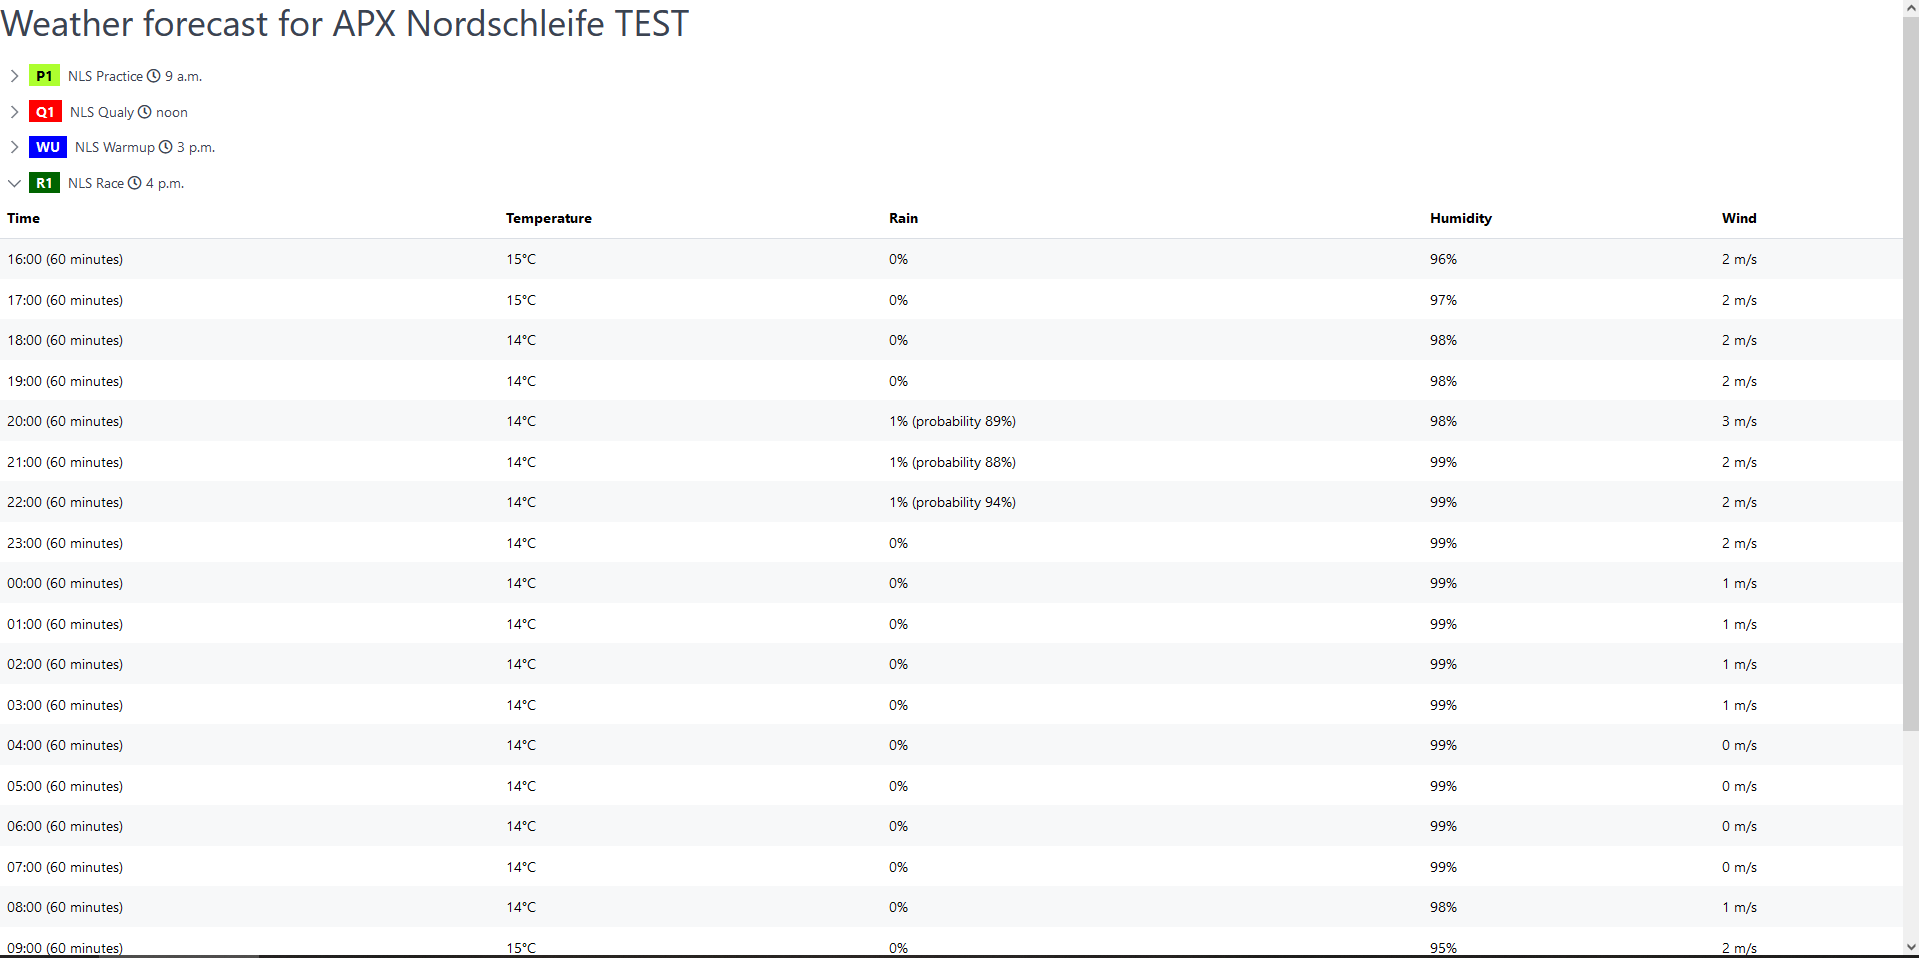 Weather forecast for APX Nordschleife TEST
P1 NLS Practice 9 a.m.
Q1 NLS Qualy noon
WU NLS Warmup 3 p.m.
R1 NLS Race 4 p.m.
Time Temperature Rain Humidity Wind
16:00 (60 minutes) 15°C 0% 96% 2 m/s
17:00 (60 minutes) 15°C 0% 97% 2 m/s
18:00 (60 minutes) 14°C 0% 98% 2 m/s
19:00 (60 minutes) 14°C 0% 98% 2 m/s
20:00 (60 minutes) 14°C 1% (probability 89%) 98% 3 m/s
21:00 (60 minutes) 14°C 1% (probability 88%) 99% 2 m/s
22:00 (60 minutes) 14°C 1% (probability 94%) 99% 2 m/s
23:00 (60 minutes) 14°C 0% 99% 2 m/s
00:00 (60 minutes) 14°C 0% 99% 1 m/s
01:00 (60 minutes) 14°C 0% 99% 1 m/s
02:00 (60 minutes) 14°C 0% 99% 1 m/s
03:00 (60 minutes) 14°C 0% 99% 1 m/s
04:00 (60 minutes) 14°C 0% 99% 0 m/s
05:00 (60 minutes) 14°C 0% 99% 0 m/s
06:00 (60 minutes) 14°C 0% 99% 0 m/s
07:00 (60 minutes) 14°C 0% 99% 0 m/s
08:00 (60 minutes) 14°C 0% 98% 1 m/s
09:00 (60 minutes) 15°C 0% 95% 2 m/s